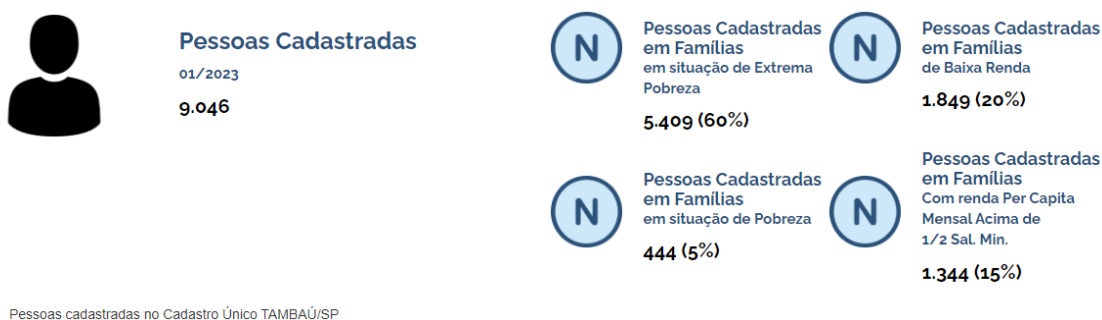 Pessoas Cadastradas
01/2023
9.046
N
Pessoas Cadastradas
em Famílias
em situação de Extrema
Pobreza
5.409 (60%)
N
Pessoas Cadastradas
em Famílias
de Baixa Renda
1.849 (20%)
N
Pessoas Cadastradas
em Famílias
em situação de Pobreza
444 (5%)
N
Pessoas Cadastradas
em Famílias
Com renda Per Capita
Mensal Acima de
1/2 Sal. Min.
1.344 (15%)
Pessoas cadastradas no Cadastro Único TAMBAÚ/SP